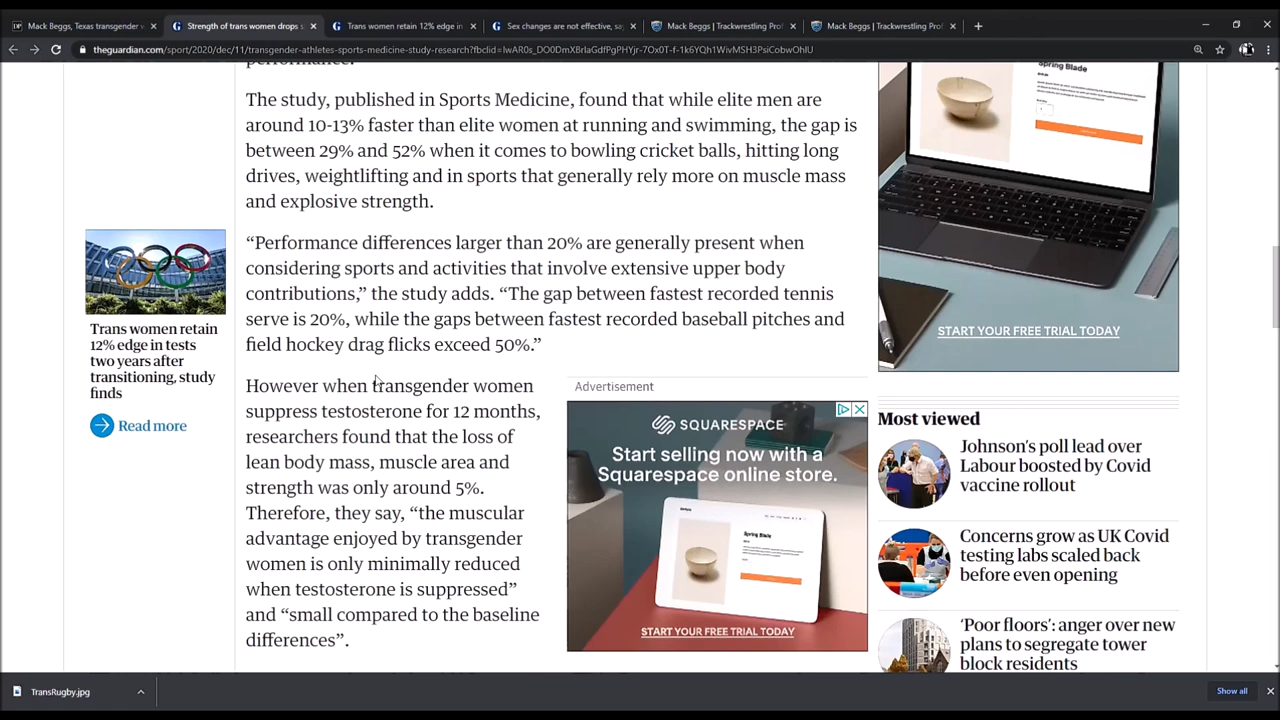 Mack Beggs, Texas transgender
Strength of trans women drops
Trans women retain 12% edge in
Sex changes are not effective, say
Mack Beggs | Trackwrestling Prof
Mack Beggs | Trackwrestling Prof
theguardian.com/sport/2020/dec/11/transgender-athletes-sports-medicine-study-research?fbclid=
performance.
The study, published in Sports Medicine, found that while elite men are
around 10-13% faster than elite women at running and swimming, the gap is
between 29% and 52% when it comes to bowling cricket balls, hitting long
drives, weightlifting and in sports that generally rely more on muscle mass
and explosive strength.
“Performance differences larger than 20% are generally present when
considering sports and activities that involve extensive upper body
contributions,” the study adds. “The gap between fastest recorded tennis
serve is 20%, while the gaps between fastest recorded baseball pitches and
field hockey drag flicks exceed 50%.”
However when transgender women
suppress testosterone for 12 months,
researchers found that the loss of
lean body mass, muscle area and
strength was only around 5%.
Therefore, they say, “the muscular
advantage enjoyed by transgender
women is only minimally reduced
when testosterone is suppressed”
and “small compared to the baseline
differences”.
Trans women retain
12% edge in tests
two years after
transitioning, study
finds
Read more
Advertisement
SQUARESPACE
Start selling now with a
Squarespace online store.
Spring Blade
START YOUR FREE TRIAL TODAY
Spring Blade
START YOUR FREE TRIAL TODAY
Most viewed
Johnson’s poll lead over
Labour boosted by Covid
vaccine rollout
Concerns grow as UK Covid
testing labs scaled back
before even opening
‘Poor floors’: anger over new
plans to segregate tower
block residents
TransRugby.jpg
Show all